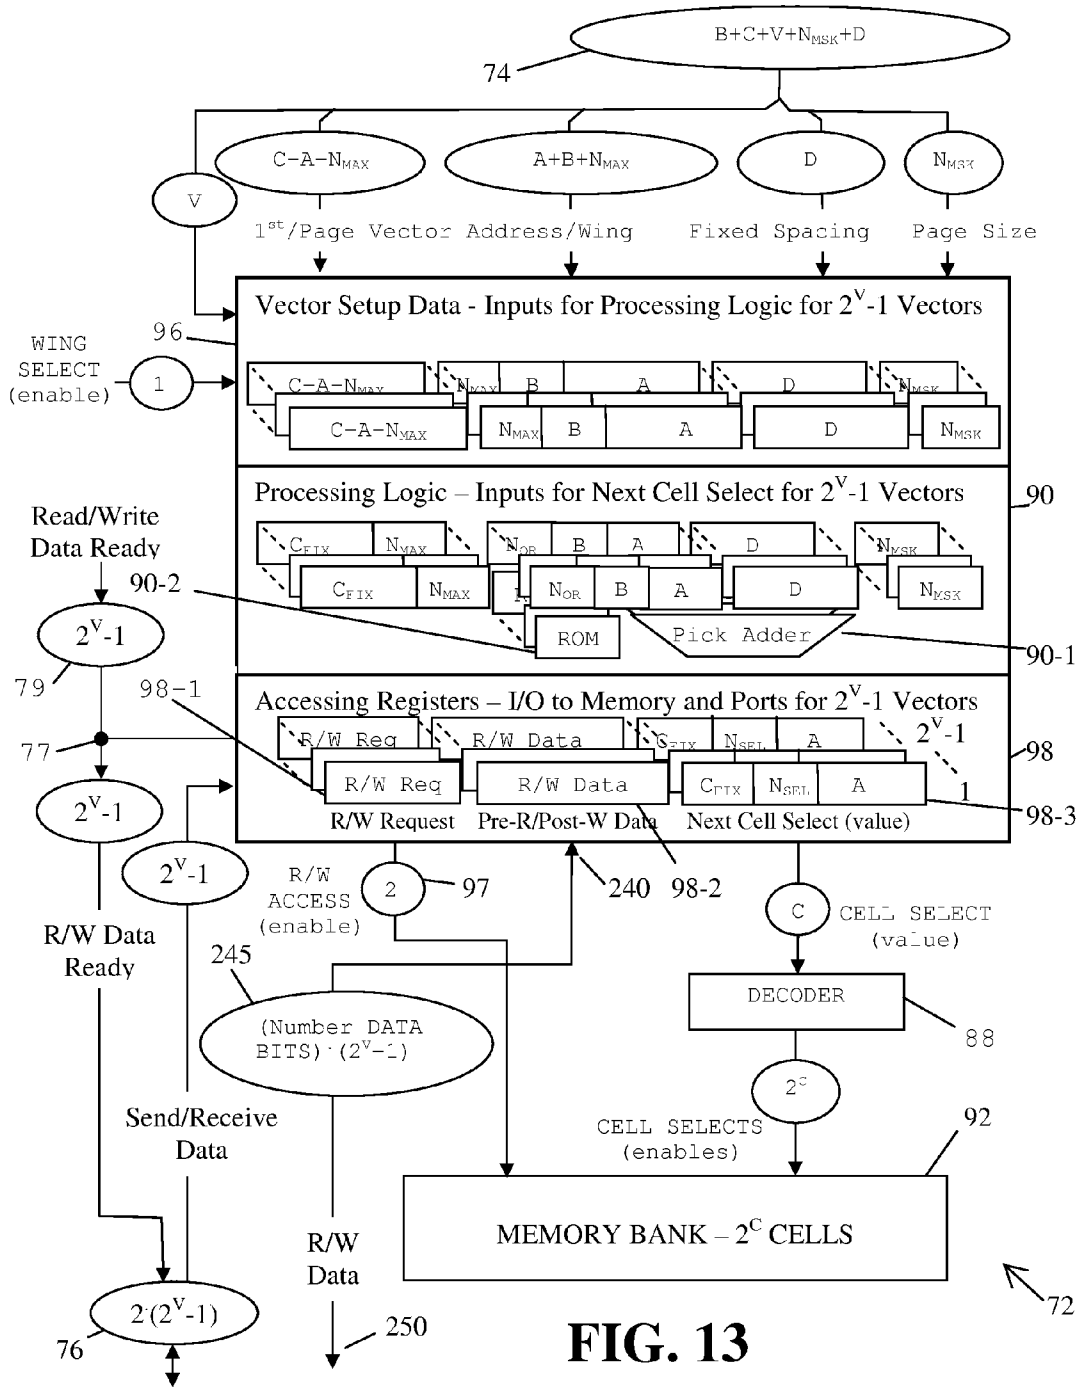 B+C+V+N_MSK+D
74
C-A-N_MAX
A+B+N_MAX
D
N_MSK
V
1st/Page Vector Address/Wing
Fixed Spacing
Page Size
Vector Setup Data - Inputs for Processing Logic for 2^V-1 Vectors
96
WING
SELECT
(enable)
1
C-A-N_MAX
N_MAX B A
D
N_MSK
C-A-N_MAX
N_MAX B A
D
N_MSK
Processing Logic – Inputs for Next Cell Select for 2^V-1 Vectors
90
Read/Write
Data Ready
C_FIX N_MAX
N_OR B A
D
N_MSK
90-2
C_FIX N_MAX
N_OR B A
D
N_MSK
2^V-1
ROM
Pick Adder
90-1
79
98-1
Accessing Registers – I/O to Memory and Ports for 2^V-1 Vectors
77
R/W Req
R/W Data
C_FIX N_SEL A
2^V-1
98
R/W Req
R/W Data
C_FIX N_SEL A
1
2^V-1
R/W Request
Pre-R/Post-W Data
Next Cell Select (value)
98-3
2^V-1
R/W
ACCESS
(enable)
2
97
240
98-2
C
CELL SELECT
(value)
R/W Data
Ready
245
(Number DATA
BITS)·(2^V-1)
DECODER
88
2^C
Send/Receive
Data
CELL SELECTS
(enables)
92
MEMORY BANK – 2^C CELLS
R/W
Data
2·(2^V-1)
72
76
250
FIG. 13